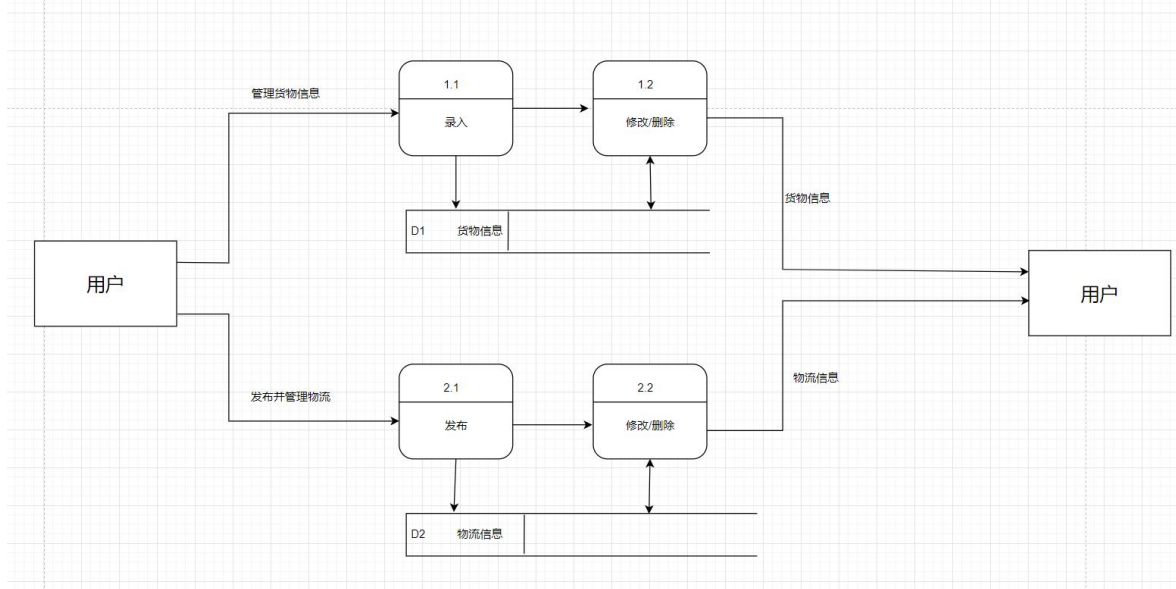 1.1
1.2
管理货物信息
录入
修改/删除
货物信息
D1 货物信息
用户
用户
物流信息
2.1
2.2
发布并管理物流
发布
修改/删除
D2 物流信息